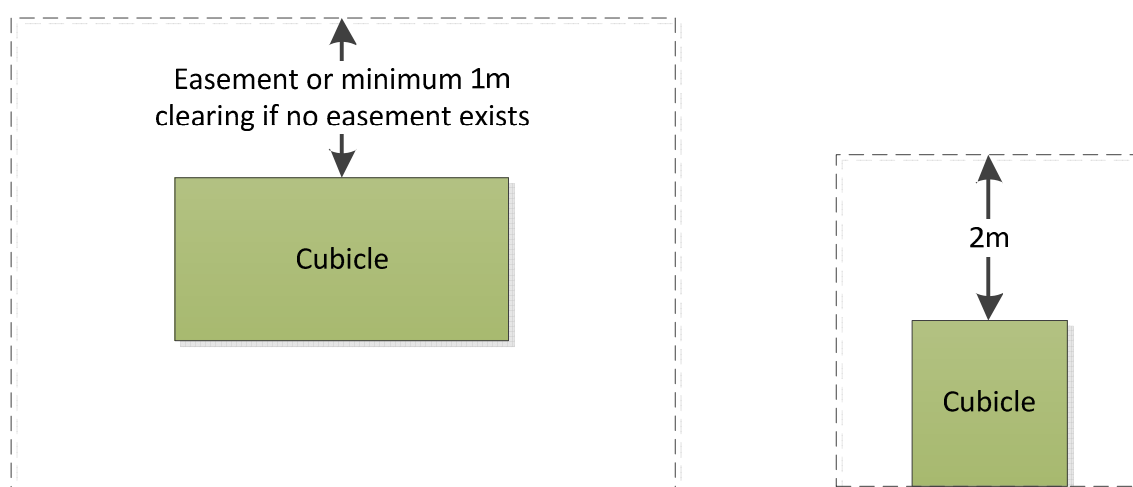 Easement or minimum 1m
clearing if no easement exists
Cubicle
2m
Cubicle